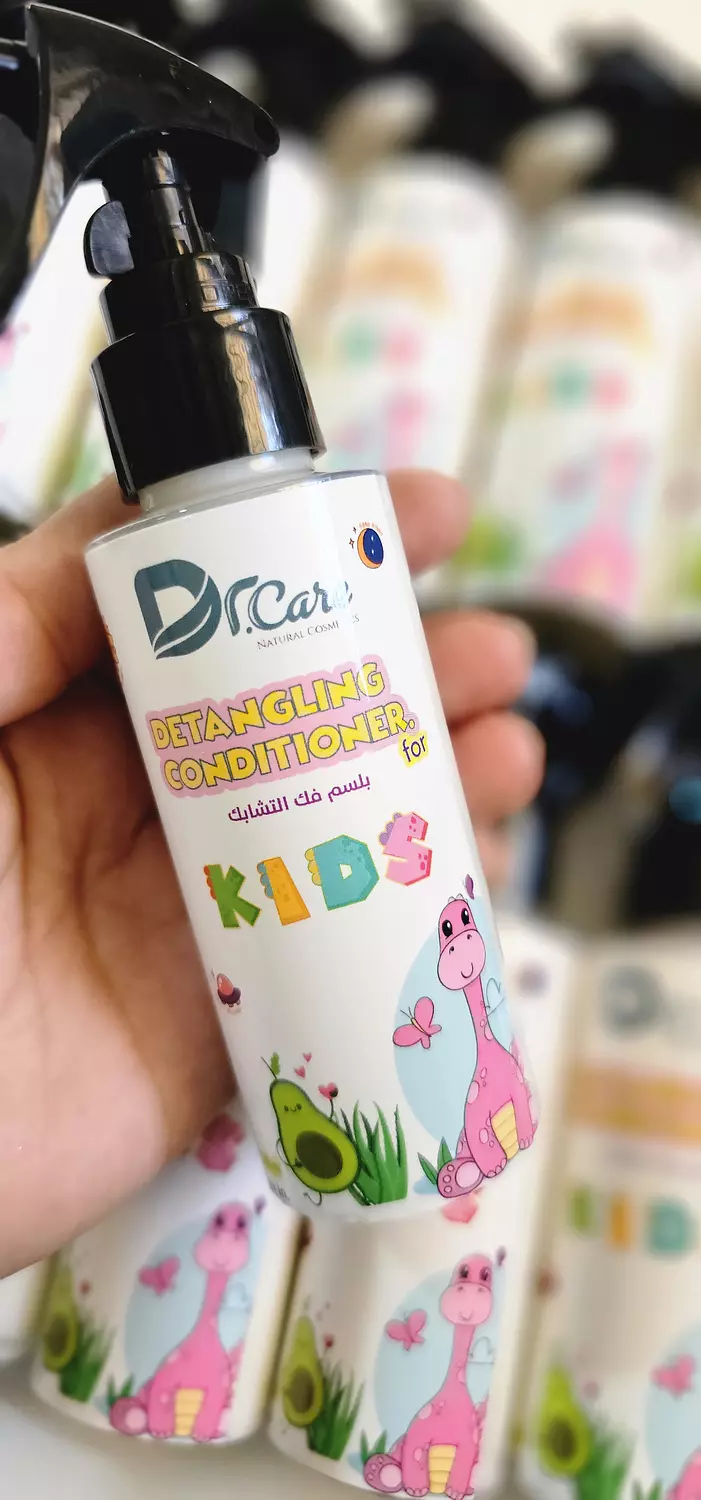 Dr.Care
NATURAL COSMETICS
DETANGLING
CONDITIONER.
for
بلسم فك التشابك
KIDS